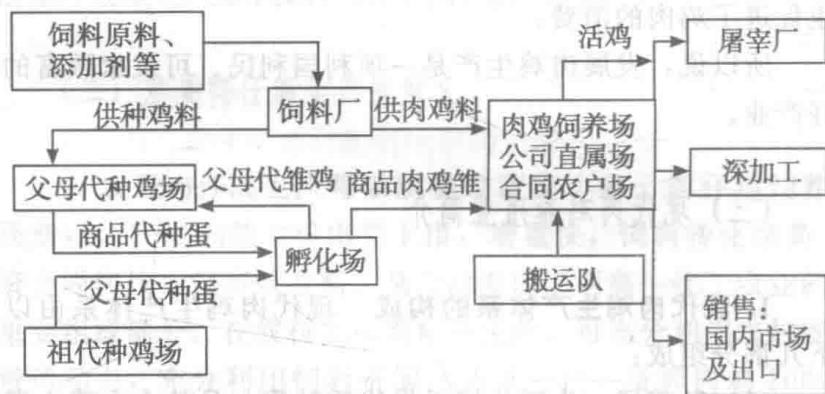 饲料原料、
添加剂等
活鸡
屠宰厂
饲料厂
供种鸡料
供肉鸡料
肉鸡饲养场
公司直属场
合同农户场
深加工
父母代种鸡场
父母代雏鸡
商品肉鸡雏
商品代种蛋
孵化场
搬运队
父母代种蛋
祖代种鸡场
销售：
国内市场
及出口